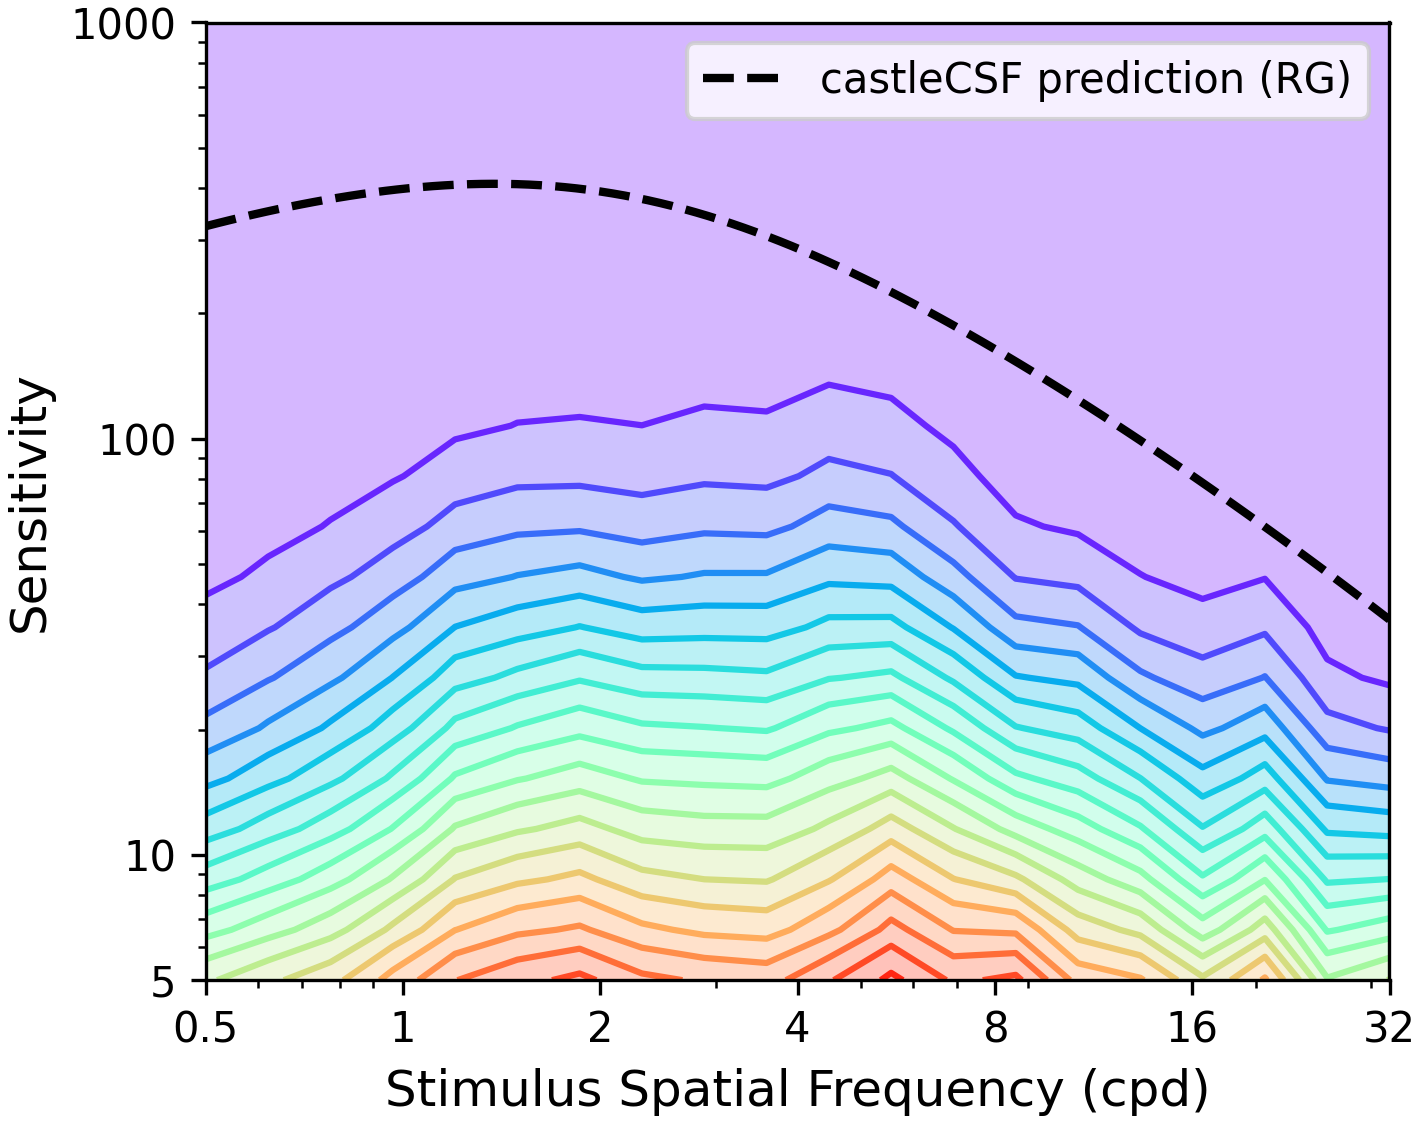 1000
castleCSF prediction (RG)
100
10
5
Sensitivity
0.5 1 2 4 8 16 32
Stimulus Spatial Frequency (cpd)